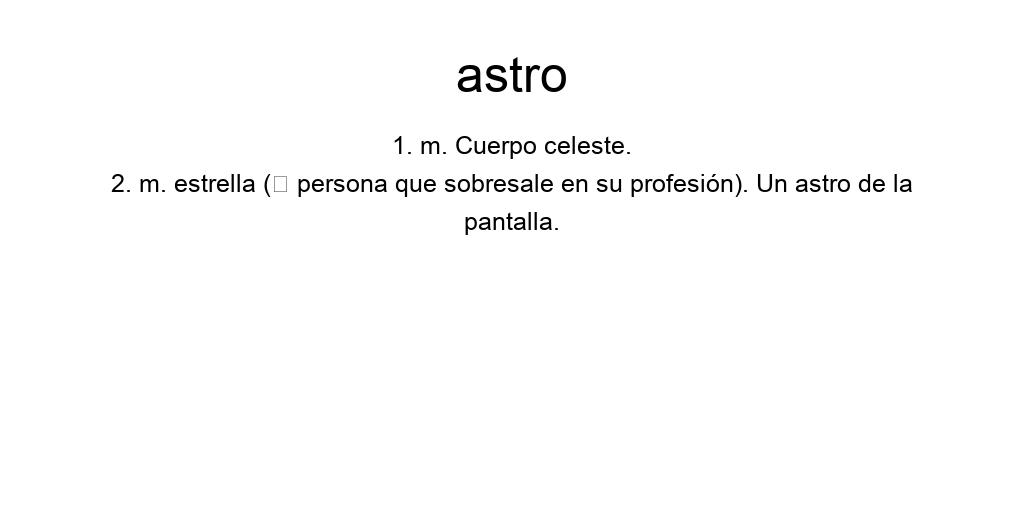 astro
1. m. Cuerpo celeste.
2. m. estrella (▯ persona que sobresale en su profesión). Un astro de la
pantalla.